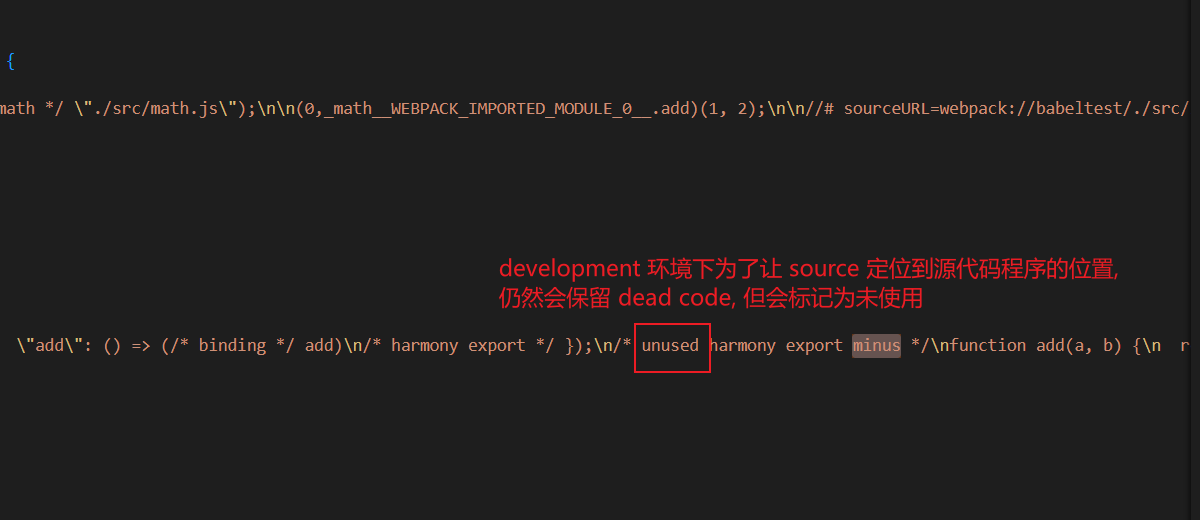 {
math */ \"./src/math.js\");\n\n(0,_math__WEBPACK_IMPORTED_MODULE_0__.add)(1, 2);\n\n//# sourceURL=webpack://babeltest/./src/
development 环境下为了让 source 定位到源代码程序的位置,
仍然会保留 dead code, 但会标记为未使用
\"add\": () => (/* binding */ add)\n/* harmony export */ });\n/* unused harmony export minus */\nfunction add(a, b) {\n  r